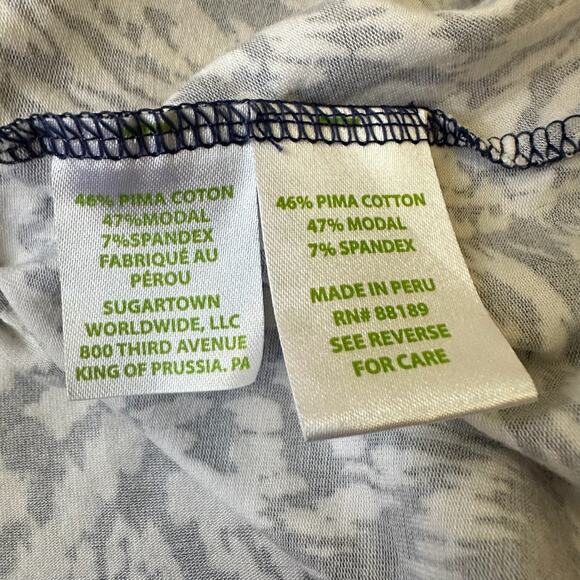 46% PIMA COTON
47%MODAL
7%SPANDEX
FABRIQUÉ AU
PÉROU
SUGARTOWN
WORLDWIDE, LLC
800 THIRD AVENUE
KING OF PRUSSIA. PA
46% PIMA COTTON
47% MODAL
7% SPANDEX
MADE IN PERU
RN# 88189
SEE REVERSE
FOR CARE